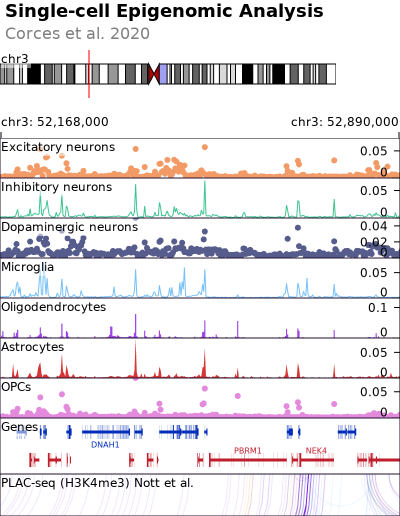 Single-cell Epigenomic Analysis
Corces et al. 2020
chr3
chr3: 52,168,000 chr3: 52,890,000
Excitatory neurons 0.05
0
Inhibitory neurons 0.05
0
Dopaminergic neurons 0.04
0.02
0
Microglia 0.05
0
Oligodendrocytes 0.1
0
Astrocytes 0.05
0
OPCs 0.05
0
Genes
DNAH1
PBRM1 NEK4
PLAC-seq (H3K4me3) Nott et al.